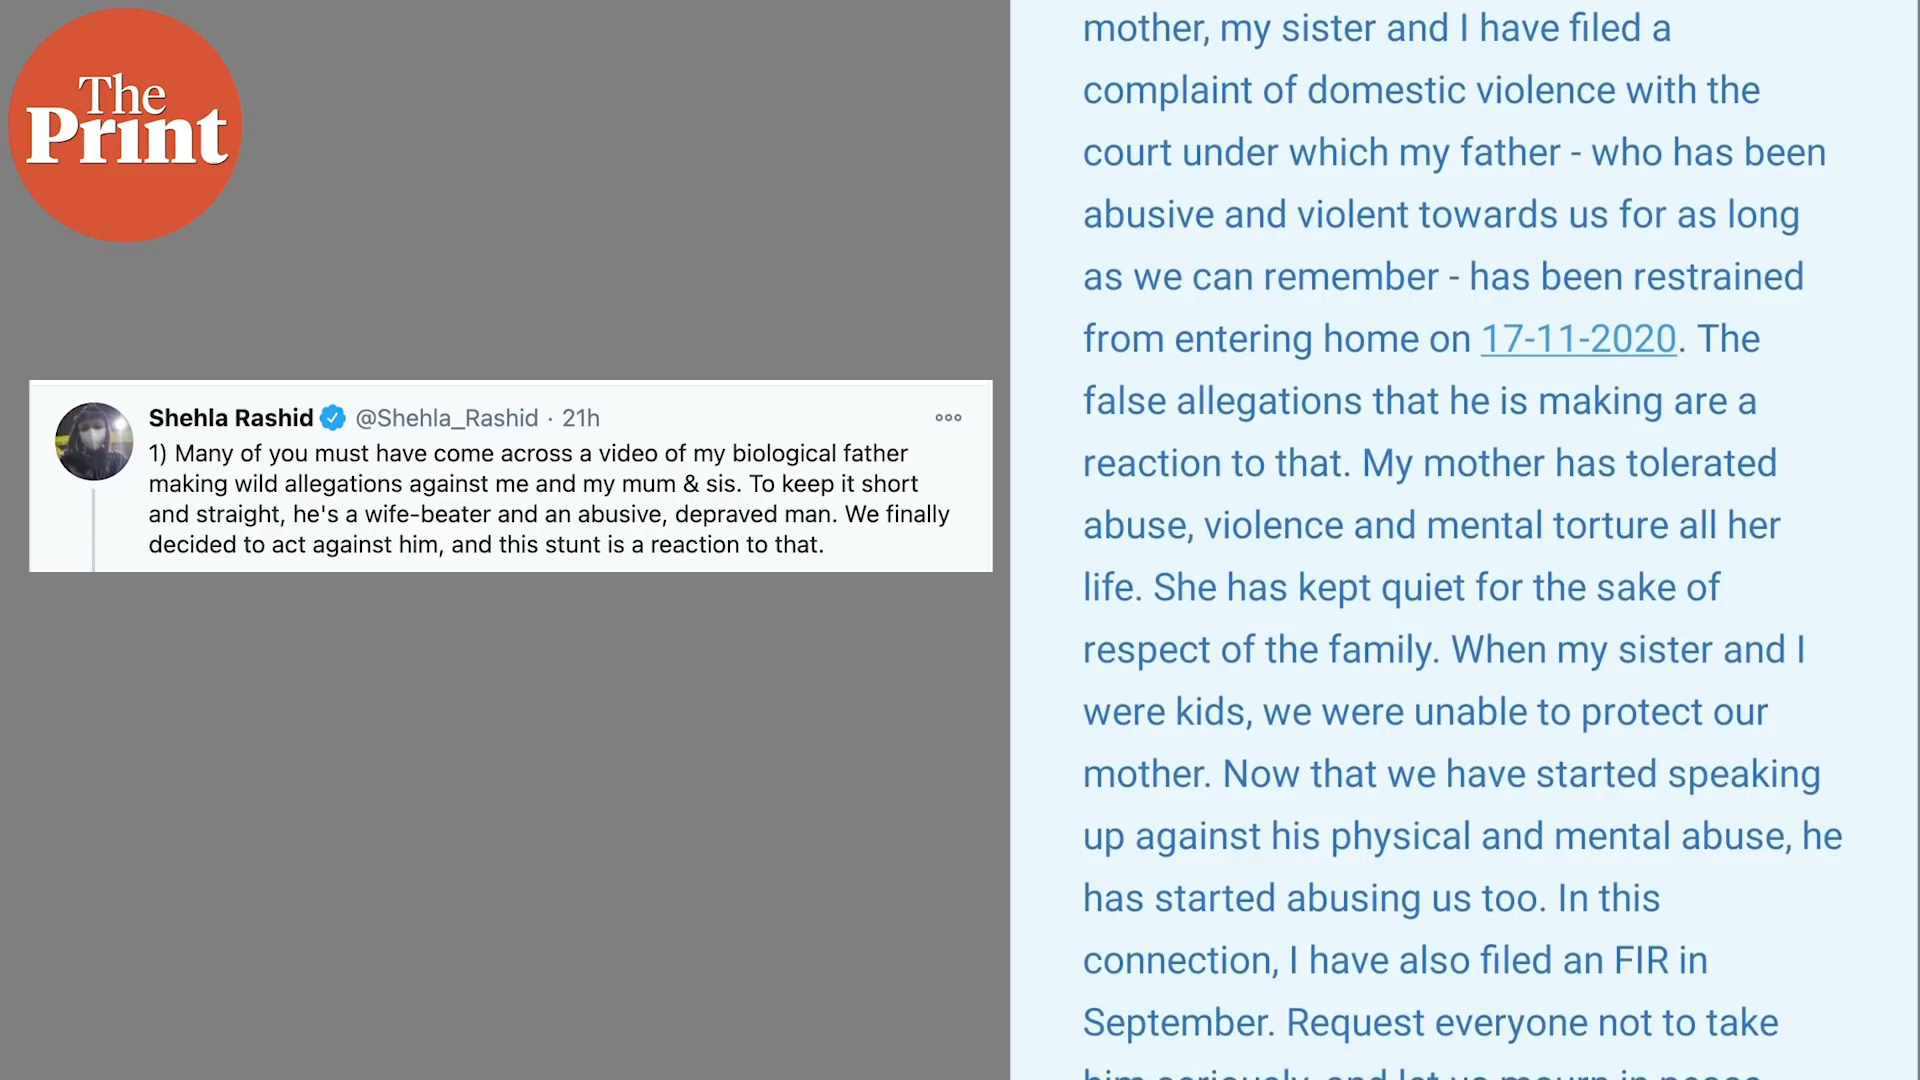 The
Print
Shehla Rashid @Shehla_Rashid · 21h
1) Many of you must have come across a video of my biological father
making wild allegations against me and my mum & sis. To keep it short
and straight, he's a wife-beater and an abusive, depraved man. We finally
decided to act against him, and this stunt is a reaction to that.
mother, my sister and I have filed a
complaint of domestic violence with the
court under which my father - who has been
abusive and violent towards us for as long
as we can remember - has been restrained
from entering home on 17-11-2020. The
false allegations that he is making are a
reaction to that. My mother has tolerated
abuse, violence and mental torture all her
life. She has kept quiet for the sake of
respect of the family. When my sister and I
were kids, we were unable to protect our
mother. Now that we have started speaking
up against his physical and mental abuse, he
has started abusing us too. In this
connection, I have also filed an FIR in
September. Request everyone not to take
him seriously, and let us mourn in peace